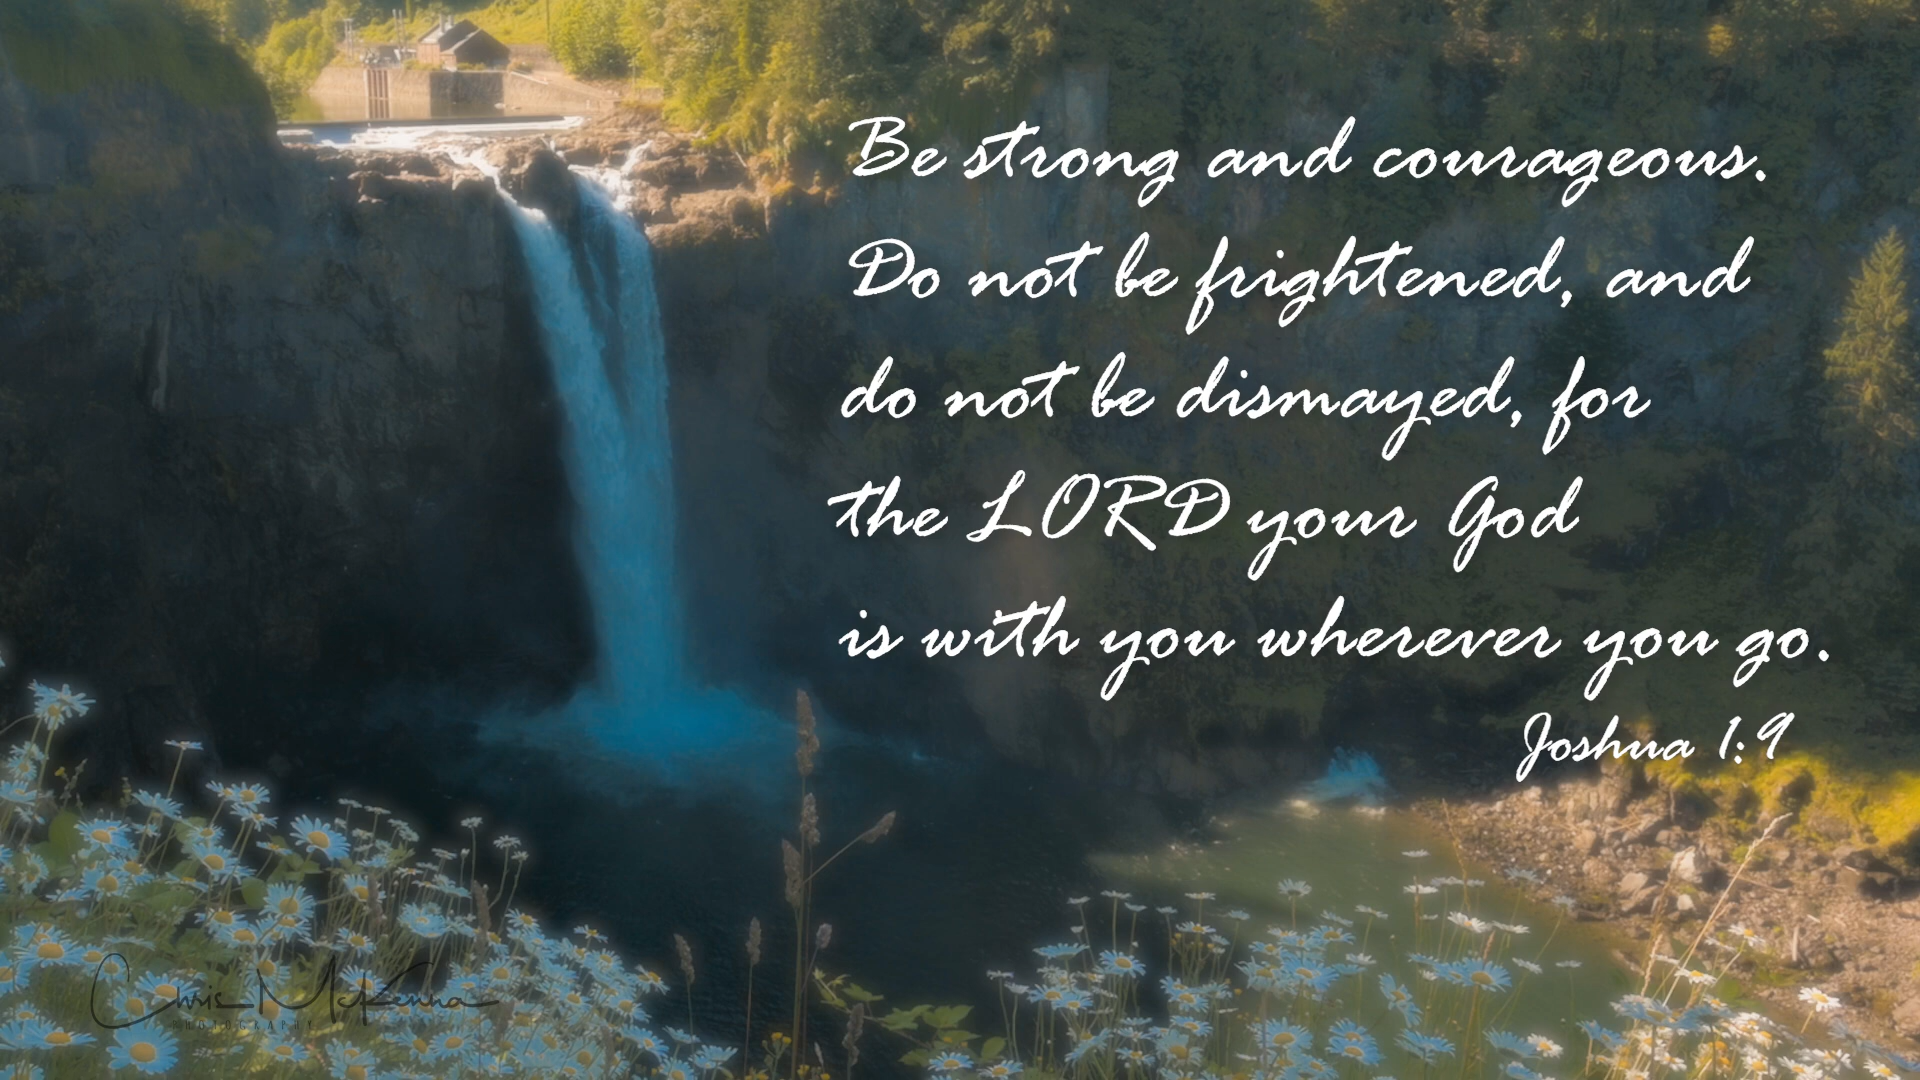 Be strong and courageous.
Do not be frightened, and
do not be dismayed, for
the LORD your God
is with you wherever you go.
Joshua 1:9
Chris McKenna
PHOTOGRAPHY